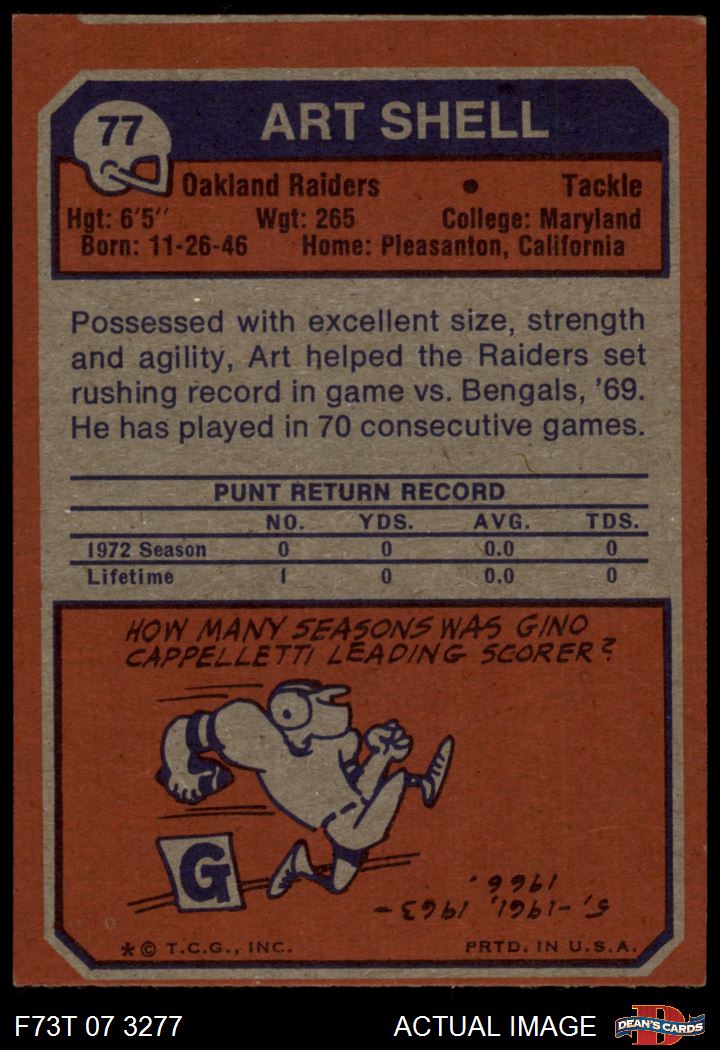 77
ART SHELL
Oakland Raiders • Tackle
Hgt: 6'5" Wgt: 265 College: Maryland
Born: 11-26-46 Home: Pleasanton, California
Possessed with excellent size, strength
and agility, Art helped the Raiders set
rushing record in game vs. Bengals, '69.
He has played in 70 consecutive games.
PUNT RETURN RECORD
NO. YDS. AVG. TDS.
1972 Season 0 0 0.0 0
Lifetime 1 0 0.0 0
HOW MANY SEASONS WAS GINO
CAPPELLETTI LEADING SCORER?
G
5,-1961, 1963-
1966.
* © T.C.G., INC. PRTD. IN U.S.A.
F73T 07 3277 ACTUAL IMAGE D DEAN'S CARDS